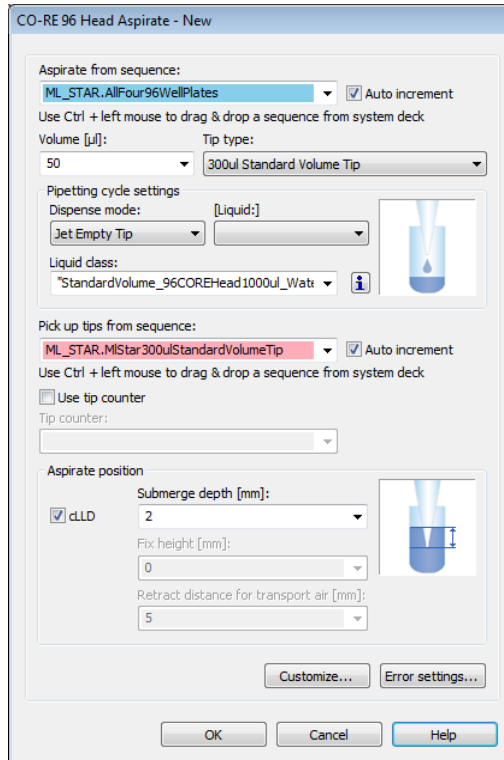 CO-RE 96 Head Aspirate - New
Aspirate from sequence:
ML_STAR.AllFour96WellPlates
Auto increment
Use Ctrl + left mouse to drag & drop a sequence from system deck
Volume [µl]:
Tip type:
50
300ul Standard Volume Tip
Pipetting cycle settings
Dispense mode:
[Liquid:]
Jet Empty Tip
Liquid class:
"StandardVolume_96COREHead1000ul_Wate
Pick up tips from sequence:
ML_STAR.MlStar300ulStandardVolumeTip
Auto increment
Use Ctrl + left mouse to drag & drop a sequence from system deck
Use tip counter
Tip counter:
Aspirate position
Submerge depth [mm]:
cLLD
2
Fix height [mm]:
0
Retract distance for transport air [mm]:
5
Customize...
Error settings...
OK
Cancel
Help